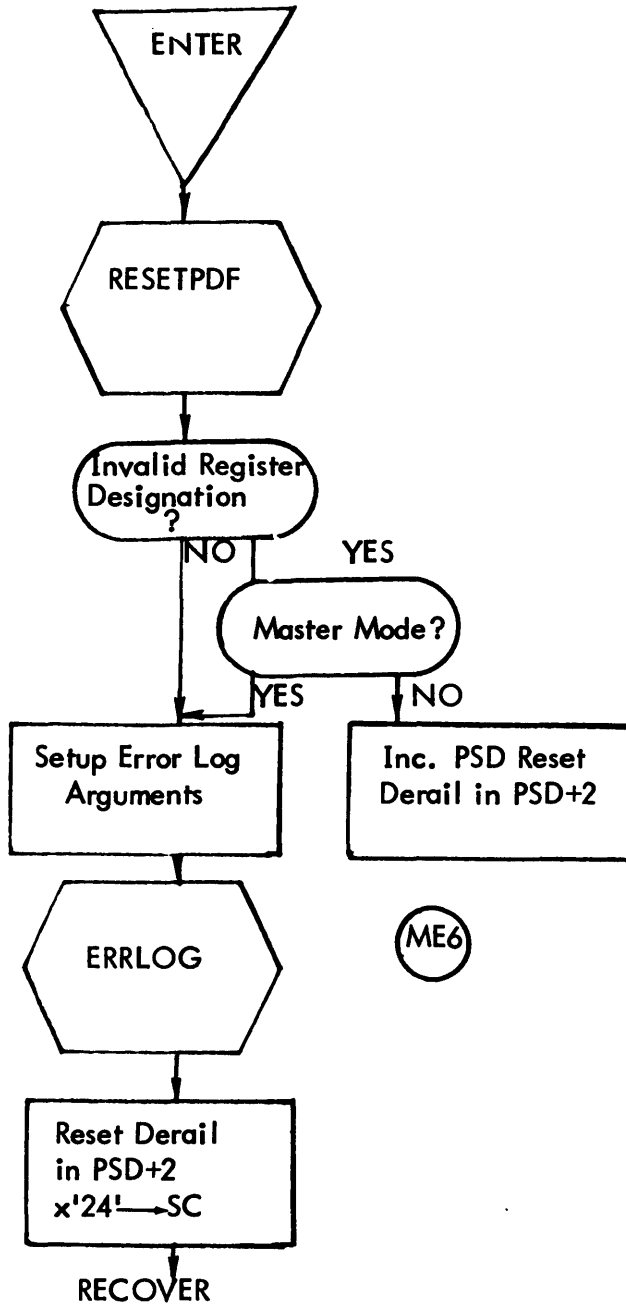 ENTER
RESETPDF
Invalid Register
Designation
?
NO
YES
Master Mode?
YES
NO
Setup Error Log
Arguments
Inc. PSD Reset
Derail in PSD+2
ERRLOG
ME6
Reset Derail
in PSD+2
x'24'→SC
RECOVER